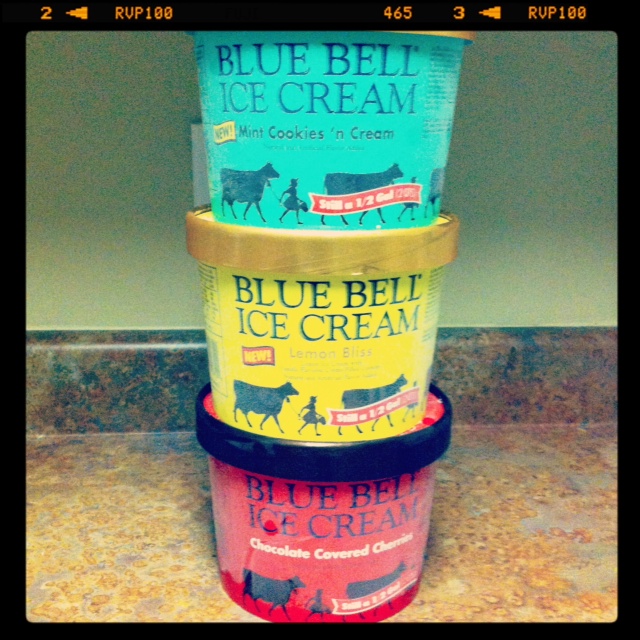 2 RVP100 465 3 RVP100
BLUE BELL
ICE CREAM
NEW! Mint Cookies 'n Cream
Still a 1/2 Gal
BLUE BELL
ICE CREAM
NEW! Lemon Bliss
Still a 1/2 Gal
BLUE BELL
ICE CREAM
Chocolate Covered Cherries
Still a 1/2 Gal